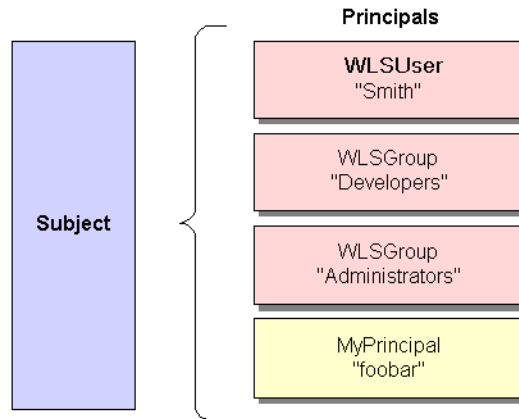 Principals
WLSUser
"Smith"
WLSGroup
"Developers"
Subject
WLSGroup
"Administrators"
MyPrincipal
"foobar"